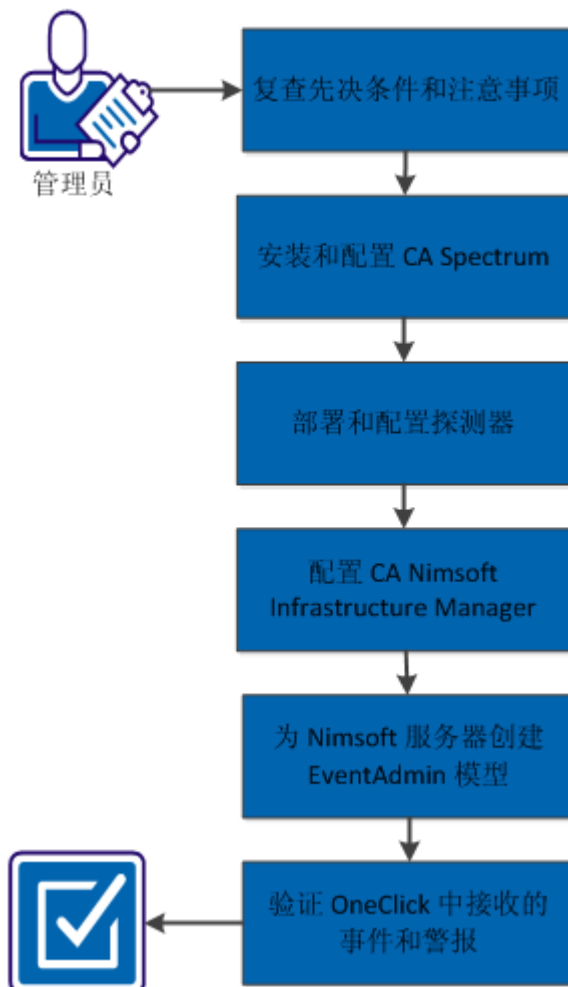 复查先决条件和注意事项
管理员
安装和配置 CA Spectrum
部署和配置探测器
配置 CA Nimsoft
Infrastructure Manager
为 Nimsoft 服务器创建
EventAdmin 模型
验证 OneClick 中接收的
事件和警报